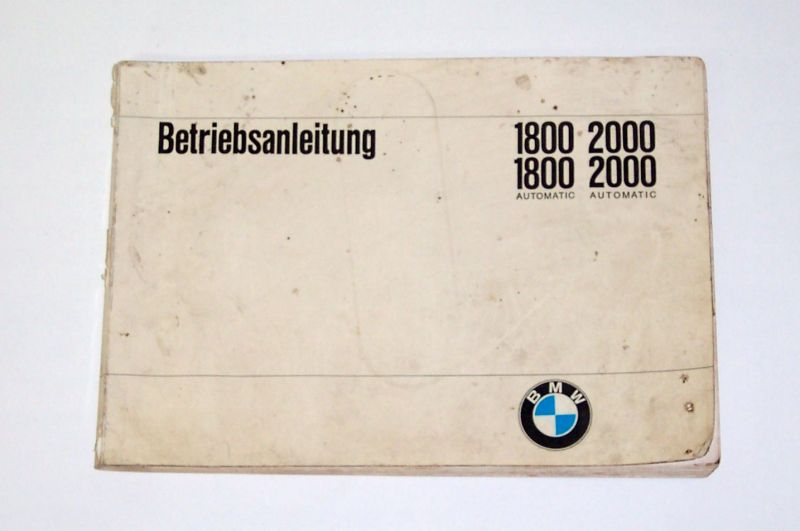 Betriebsanleitung
1800 2000
1800 2000
AUTOMATIC AUTOMATIC
BMW